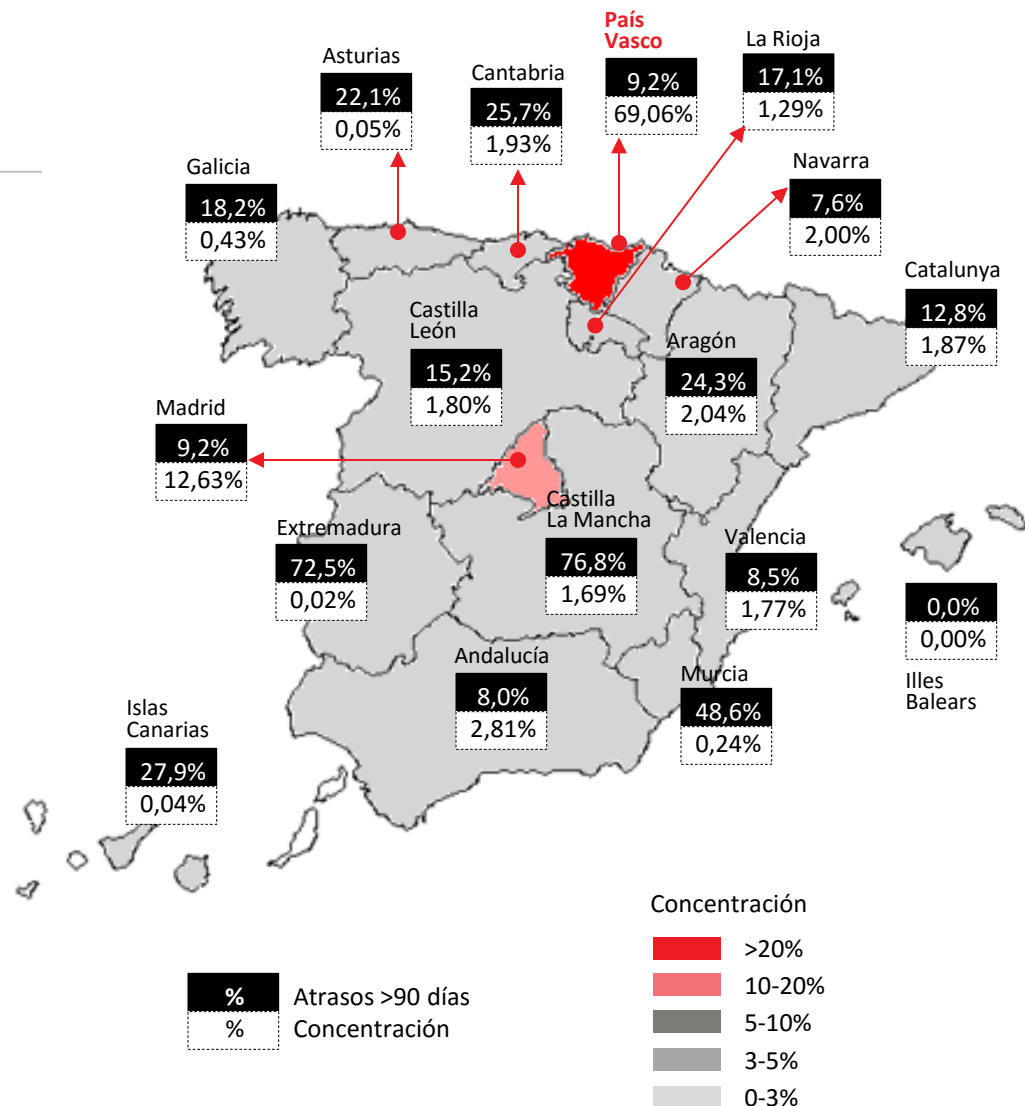 País
Vasco
9,2%
69,06%
La Rioja
17,1%
1,29%
Asturias
22,1%
0,05%
Cantabria
25,7%
1,93%
Navarra
7,6%
2,00%
Galicia
18,2%
0,43%
Catalunya
12,8%
1,87%
Castilla
León
15,2%
1,80%
Aragón
24,3%
2,04%
Madrid
9,2%
12,63%
Castilla
La Mancha
76,8%
1,69%
Extremadura
72,5%
0,02%
Valencia
8,5%
1,77%
0,0%
0,00%
Illes
Balears
Andalucía
8,0%
2,81%
Murcia
48,6%
0,24%
Islas
Canarias
27,9%
0,04%
% Atrasos >90 días
% Concentración
Concentración
>20%
10-20%
5-10%
3-5%
0-3%